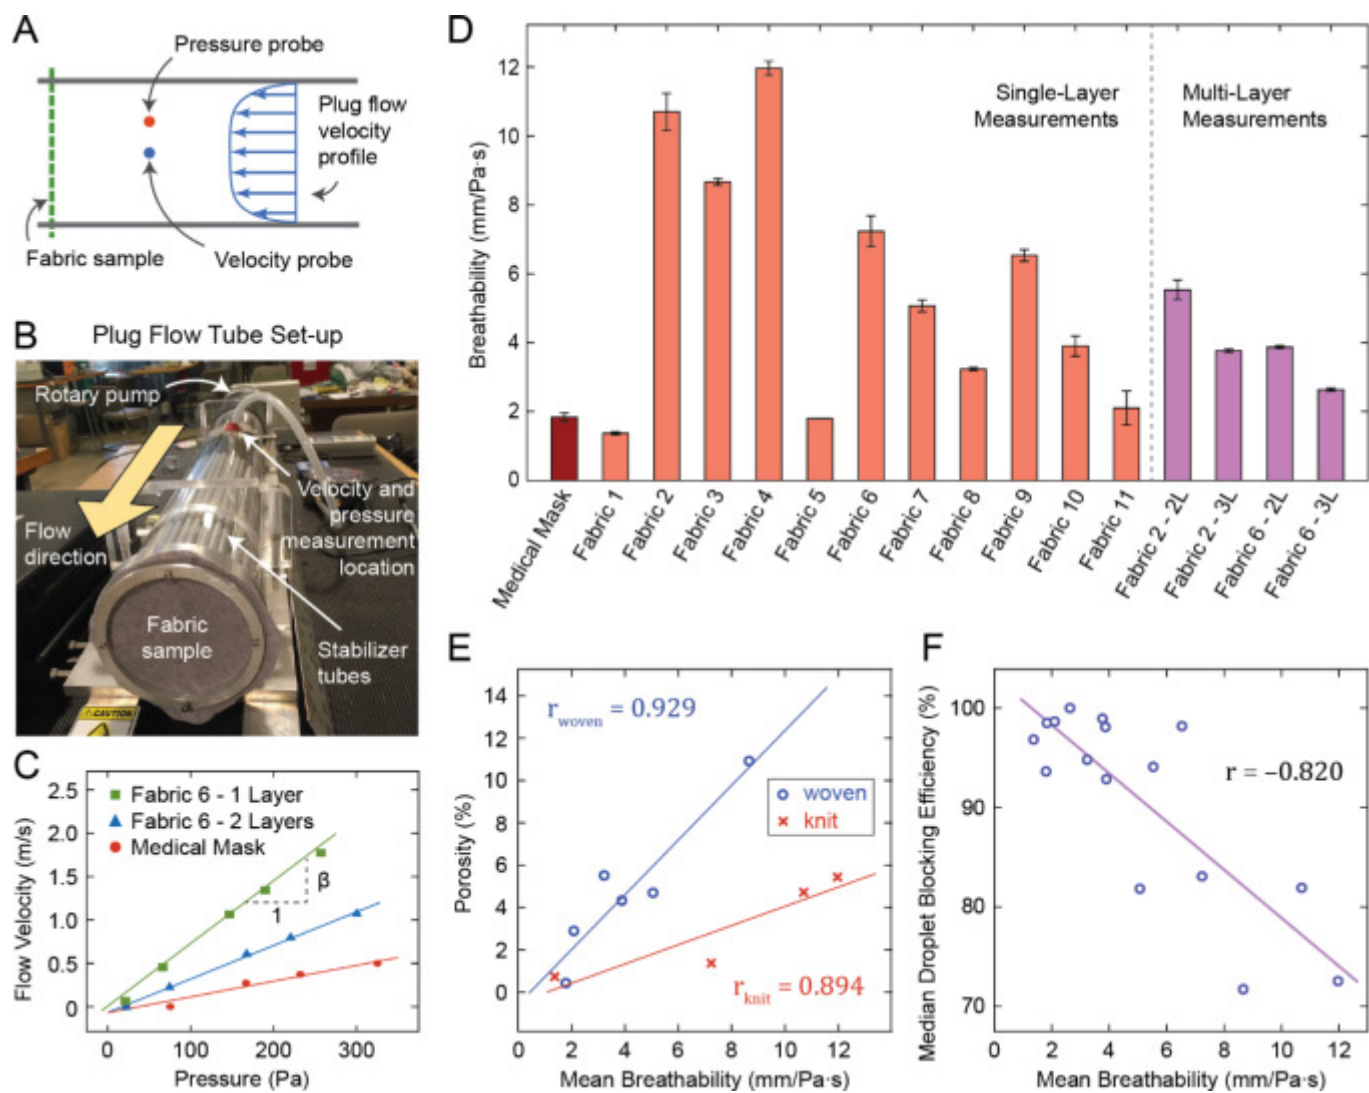 A
Pressure probe
Plug flow
velocity
profile
Fabric sample
Velocity probe
B
Plug Flow Tube Set-up
Rotary pump
Velocity and
pressure
measurement
location
Flow
direction
Fabric
sample
Stabilizer
tubes
CAUTION
C
Flow Velocity (m/s)
2.5
2.0
1.5
1.0
0.5
0
Fabric 6 - 1 Layer
Fabric 6 - 2 Layers
Medical Mask
β
1
0 100 200 300
Pressure (Pa)
D
Breathability (mm/Pa·s)
12
10
8
6
4
2
0
Single-Layer
Measurements
Multi-Layer
Measurements
Medical Mask
Fabric 1
Fabric 2
Fabric 3
Fabric 4
Fabric 5
Fabric 6
Fabric 7
Fabric 8
Fabric 9
Fabric 10
Fabric 11
Fabric 2 - 2L
Fabric 2 - 3L
Fabric 6 - 2L
Fabric 6 - 3L
E
Porosity (%)
14
12
10
8
6
4
2
0
r woven = 0.929
woven
knit
r knit = 0.894
0 2 4 6 8 10 12
Mean Breathability (mm/Pa·s)
F
Median Droplet Blocking Efficiency (%)
100
90
80
70
r = −0.820
0 2 4 6 8 10 12
Mean Breathability (mm/Pa·s)